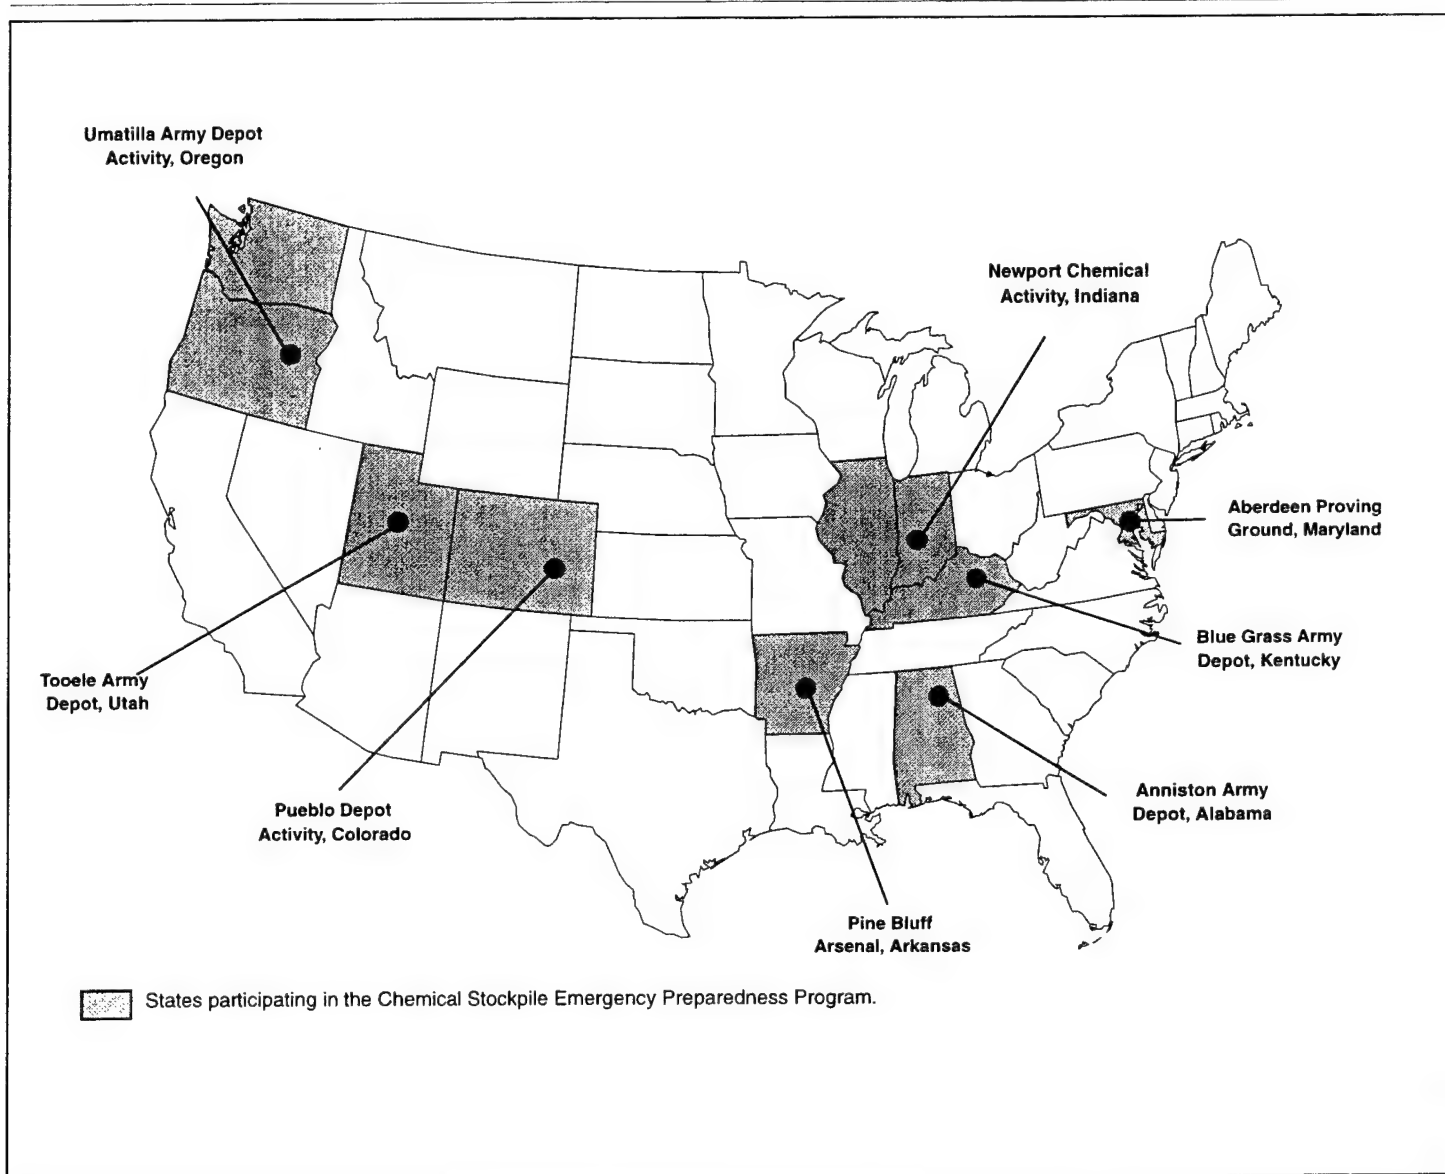 Umatilla Army Depot
Activity, Oregon
Newport Chemical
Activity, Indiana
Aberdeen Proving
Ground, Maryland
Blue Grass Army
Depot, Kentucky
Tooele Army
Depot, Utah
Anniston Army
Depot, Alabama
Pueblo Depot
Activity, Colorado
Pine Bluff
Arsenal, Arkansas
States participating in the Chemical Stockpile Emergency Preparedness Program.